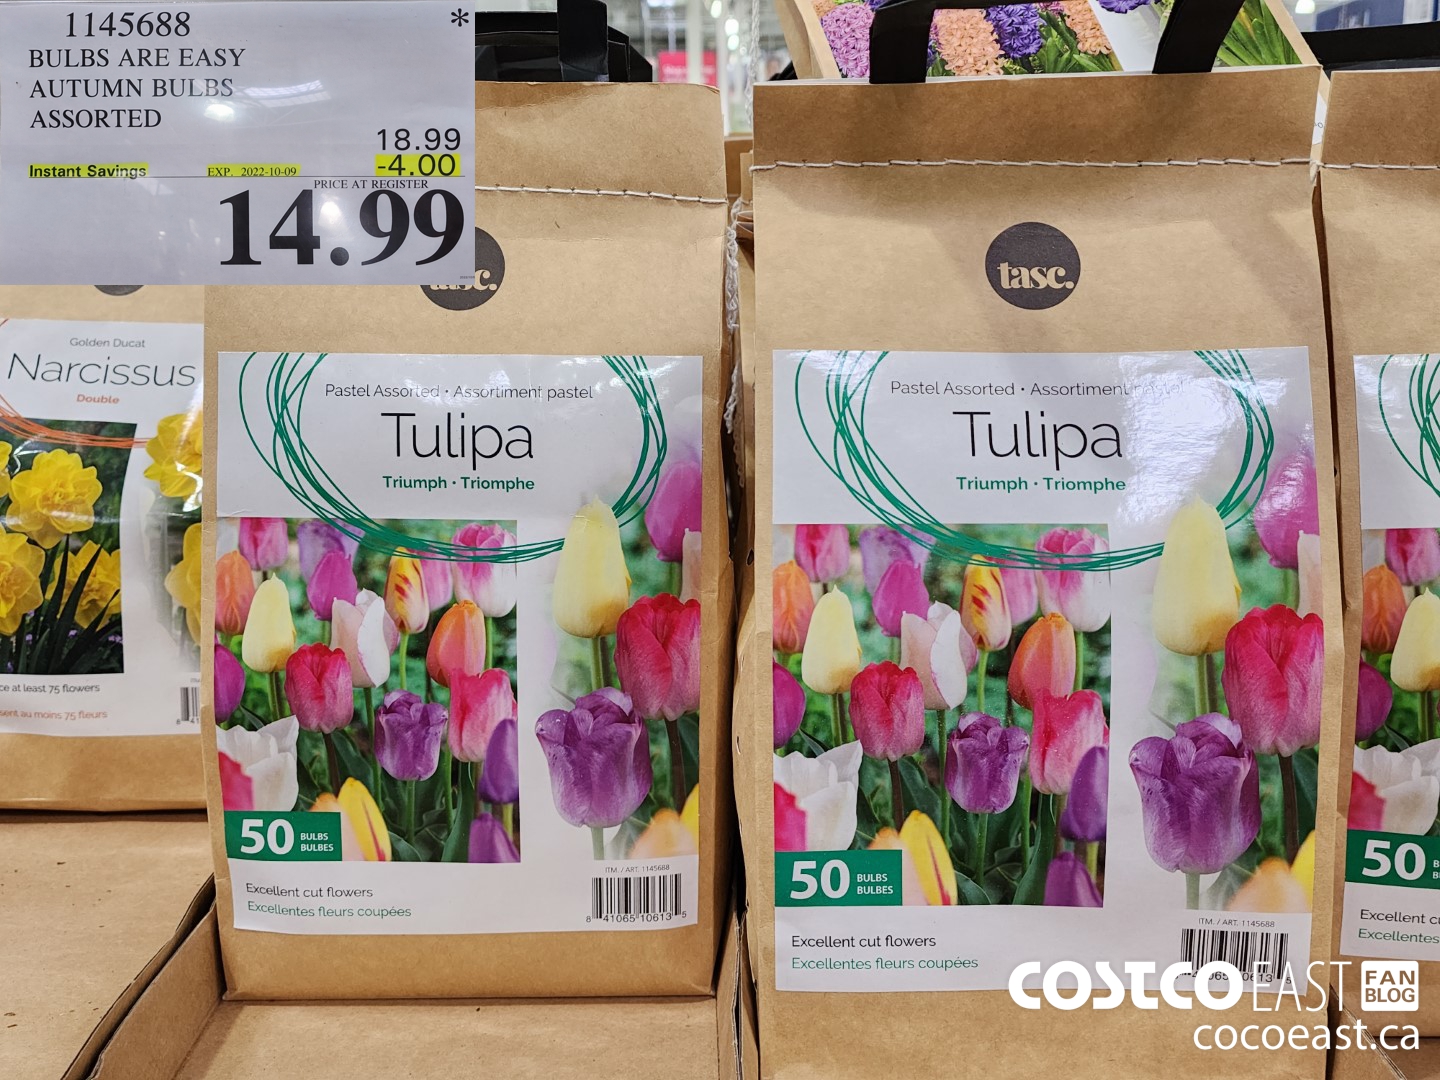 1145688 *
BULBS ARE EASY
AUTUMN BULBS
ASSORTED
18.99
Instant Savings EXP. 2022-10-09 -4.00
PRICE AT REGISTER
14.99
tasc.
Golden Ducat
Narcissus
Double
at least 75 flowers
au moins 75 fleurs
Pastel Assorted • Assortiment pastel
Tulipa
Triumph • Triomphe
50 BULBS
BULBES
Excellent cut flowers
Excellentes fleurs coupées
ITM. / ART. 1145688
8 41065 10613 5
tasc.
Pastel Assorted • Assortiment pastel
Tulipa
Triumph • Triomphe
50 BULBS
BULBES
Excellent cut flowers
Excellentes fleurs coupées
ITM. / ART. 1145688
50
Excellent
Excellentes
COSTCO EAST FAN BLOG
cocoeast.ca